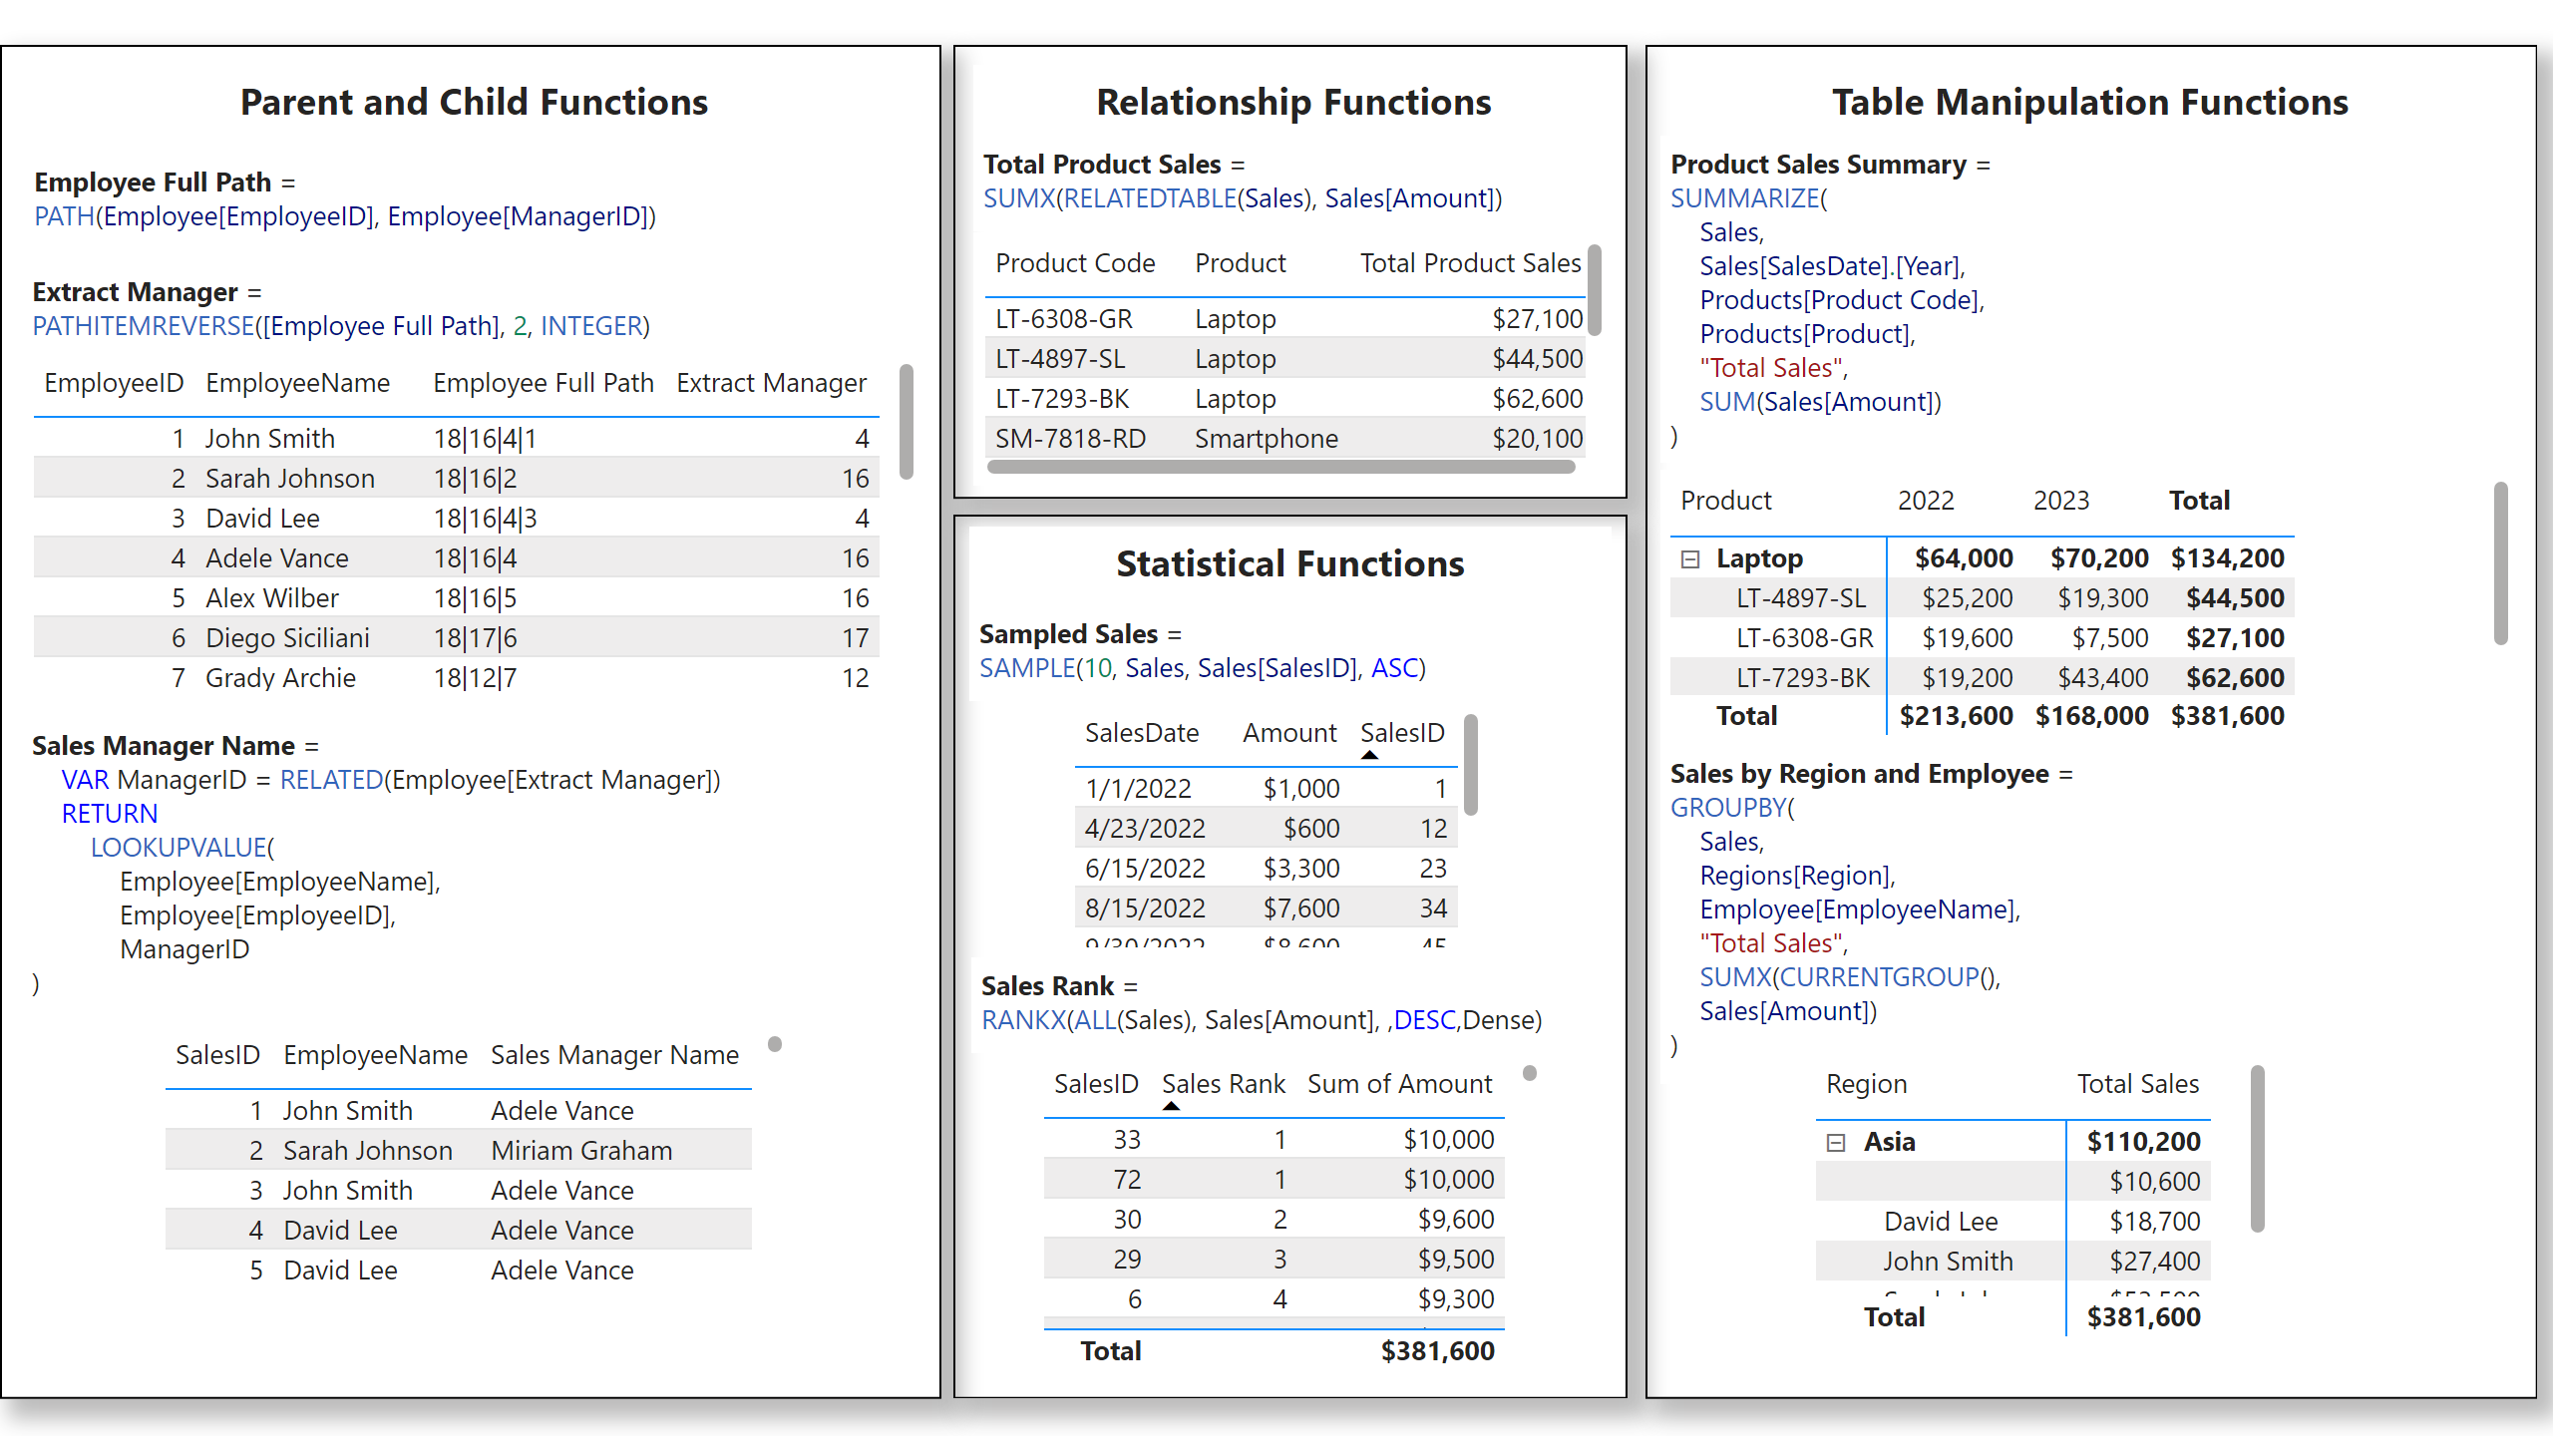 Parent and Child Functions
Employee Full Path =
PATH(Employee[EmployeeID], Employee[ManagerID])
Extract Manager =
PATHITEMREVERSE([Employee Full Path], 2, INTEGER)
EmployeeID EmployeeName Employee Full Path Extract Manager
1 John Smith 18|16|4|1 4
2 Sarah Johnson 18|16|2 16
3 David Lee 18|16|4|3 4
4 Adele Vance 18|16|4 16
5 Alex Wilber 18|16|5 16
6 Diego Siciliani 18|17|6 17
7 Grady Archie 18|12|7 12
Sales Manager Name =
VAR ManagerID = RELATED(Employee[Extract Manager])
RETURN
LOOKUPVALUE(
Employee[EmployeeName],
Employee[EmployeeID],
ManagerID
)
SalesID EmployeeName Sales Manager Name
1 John Smith Adele Vance
2 Sarah Johnson Miriam Graham
3 John Smith Adele Vance
4 David Lee Adele Vance
5 David Lee Adele Vance
Relationship Functions
Total Product Sales =
SUMX(RELATEDTABLE(Sales), Sales[Amount])
Product Code Product Total Product Sales
LT-6308-GR Laptop $27,100
LT-4897-SL Laptop $44,500
LT-7293-BK Laptop $62,600
SM-7818-RD Smartphone $20,100
Statistical Functions
Sampled Sales =
SAMPLE(10, Sales, Sales[SalesID], ASC)
SalesDate Amount SalesID
1/1/2022 $1,000 1
4/23/2022 $600 12
6/15/2022 $3,300 23
8/15/2022 $7,600 34
9/30/2022 $8,600 45
Sales Rank =
RANKX(ALL(Sales), Sales[Amount], ,DESC,Dense)
SalesID Sales Rank Sum of Amount
33 1 $10,000
72 1 $10,000
30 2 $9,600
29 3 $9,500
6 4 $9,300
Total $381,600
Table Manipulation Functions
Product Sales Summary =
SUMMARIZE(
Sales,
Sales[SalesDate].[Year],
Products[Product Code],
Products[Product],
"Total Sales",
SUM(Sales[Amount])
)
Product 2022 2023 Total
Laptop $64,000 $70,200 $134,200
LT-4897-SL $25,200 $19,300 $44,500
LT-6308-GR $19,600 $7,500 $27,100
LT-7293-BK $19,200 $43,400 $62,600
Total $213,600 $168,000 $381,600
Sales by Region and Employee =
GROUPBY(
Sales,
Regions[Region],
Employee[EmployeeName],
"Total Sales",
SUMX(CURRENTGROUP(),
Sales[Amount])
)
Region Total Sales
Asia $110,200
$10,600
David Lee $18,700
John Smith $27,400
Total $381,600